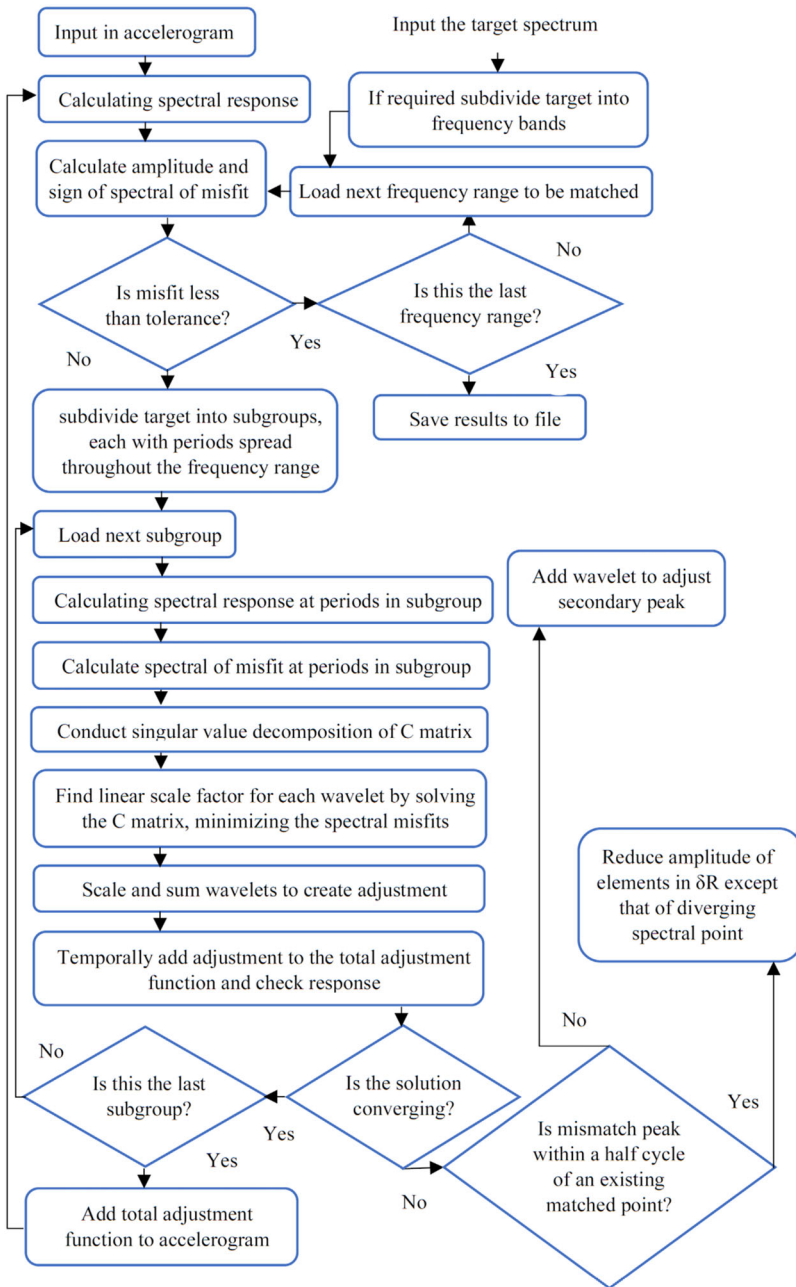 Input in accelerogram
Input the target spectrum
Calculating spectral response
If required subdivide target into
frequency bands
Calculate amplitude and
sign of spectral of misfit
Load next frequency range to be matched
No
Is misfit less
than tolerance?
Is this the last
frequency range?
Yes
No
Yes
subdivide target into subgroups,
each with periods spread
throughout the frequency range
Save results to file
Load next subgroup
Calculating spectral response at periods in subgroup
Add wavelet to adjust
secondary peak
Calculate spectral of misfit at periods in subgroup
Conduct singular value decomposition of C matrix
Find linear scale factor for each wavelet by solving
the C matrix, minimizing the spectral misfits
Scale and sum wavelets to create adjustment
Reduce amplitude of
elements in δR except
that of diverging
spectral point
Temporally add adjustment to the total adjustment
function and check response
No
Is this the last
subgroup?
Yes
Is the solution
converging?
No
Yes
Is mismatch peak
within a half cycle
of an existing
matched point?
Yes
No
Add total adjustment
function to accelerogram